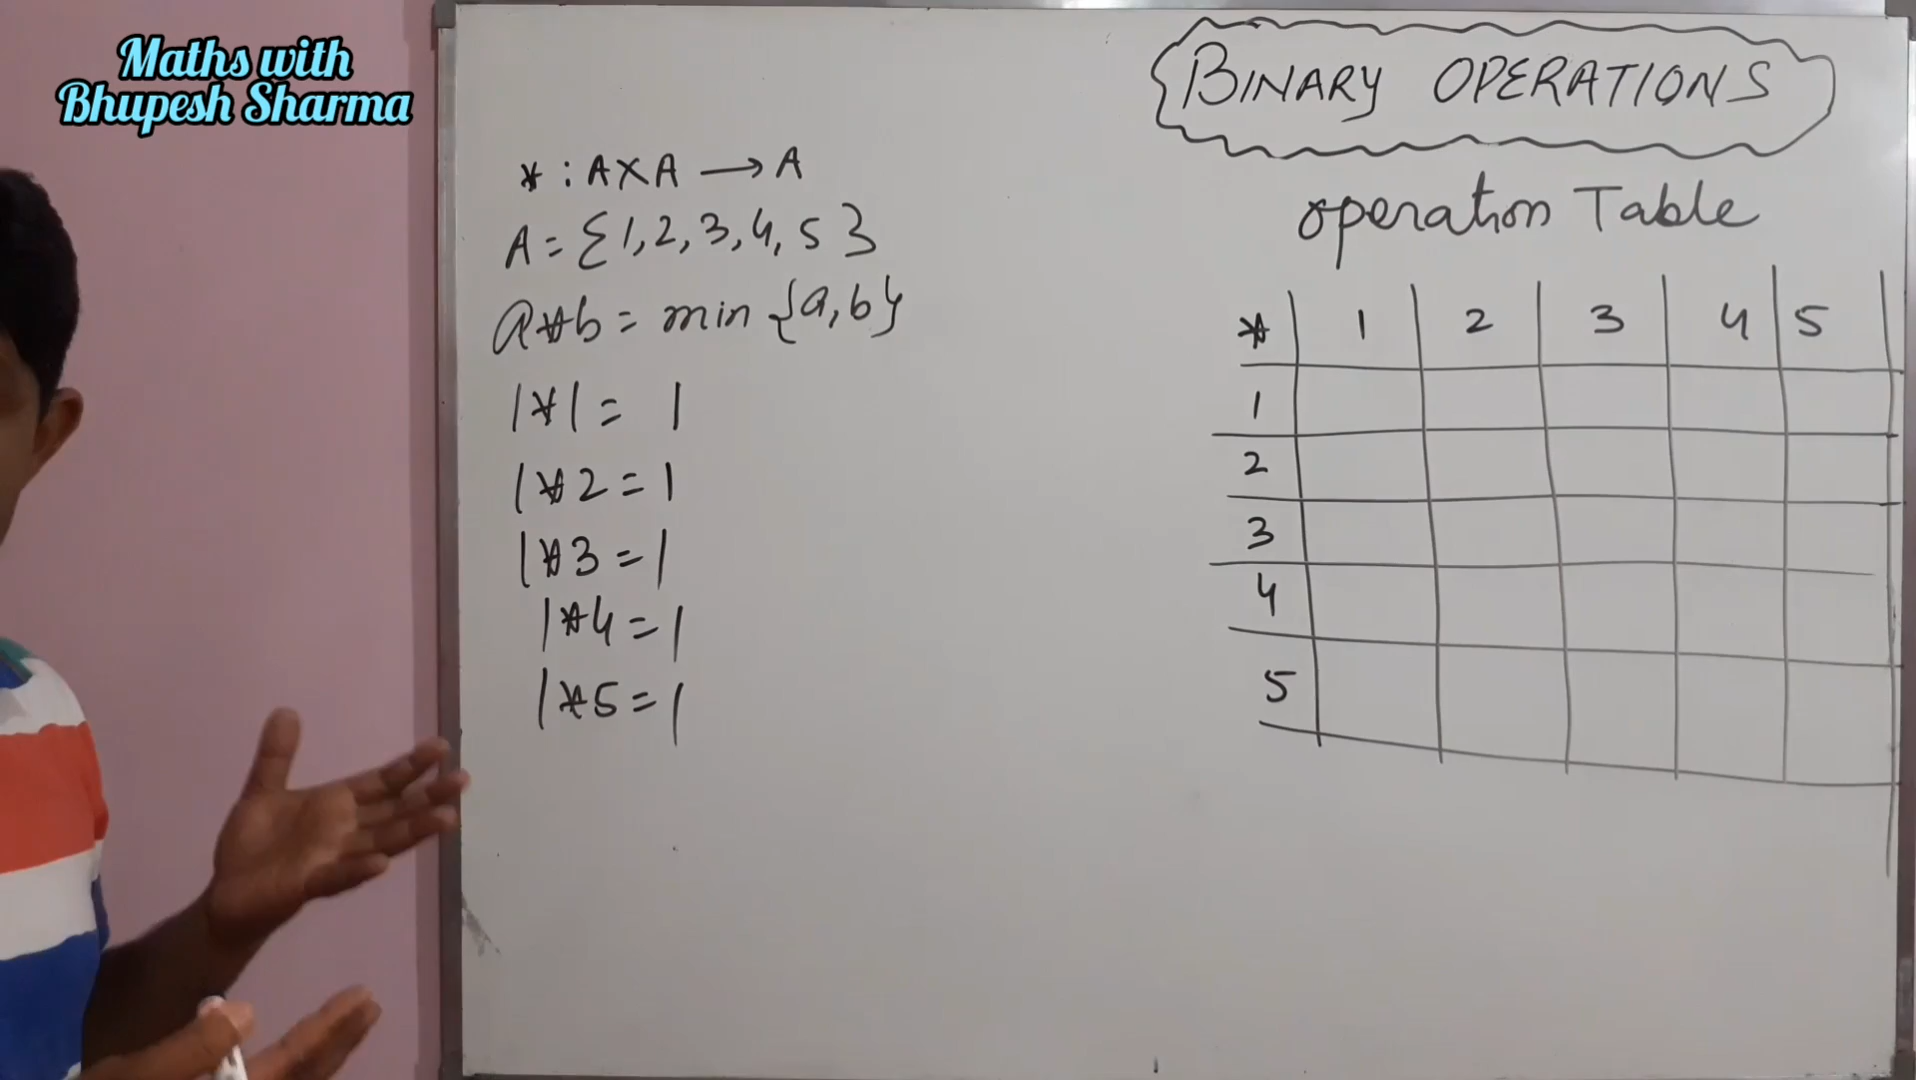 Maths with
Bhupesh Sharma
BINARY OPERATIONS
* : A×A → A
A = {1, 2, 3, 4, 5}
a*b = min {a, b}
1*1 = 1
1*2 = 1
1*3 = 1
1*4 = 1
1*5 = 1
operation Table
* 1 2 3 4 5
1
2
3
4
5